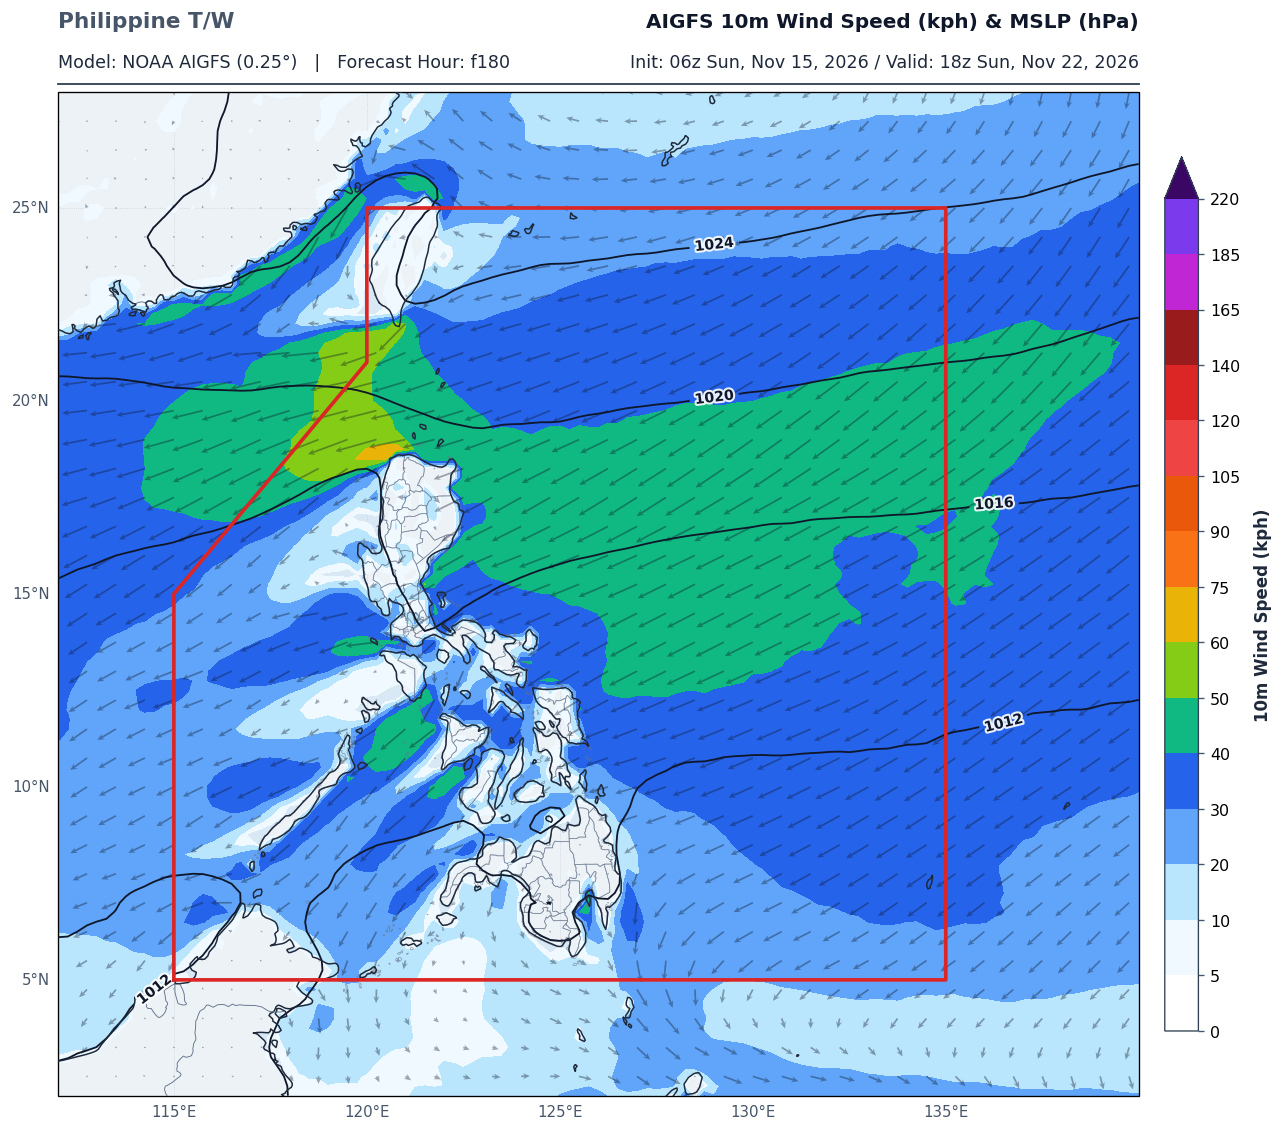 Philippine T/W
AIGFS 10m Wind Speed (kph) & MSLP (hPa)
Model: NOAA AIGFS (0.25°)   |   Forecast Hour: f180
Init: 06z Sun, Nov 15, 2026 / Valid: 18z Sun, Nov 22, 2026
25°N
20°N
15°N
10°N
5°N
115°E
120°E
125°E
130°E
135°E
1024
1020
1016
1012
1012
220
185
165
140
120
105
90
75
60
50
40
30
20
10
5
0
10m Wind Speed (kph)